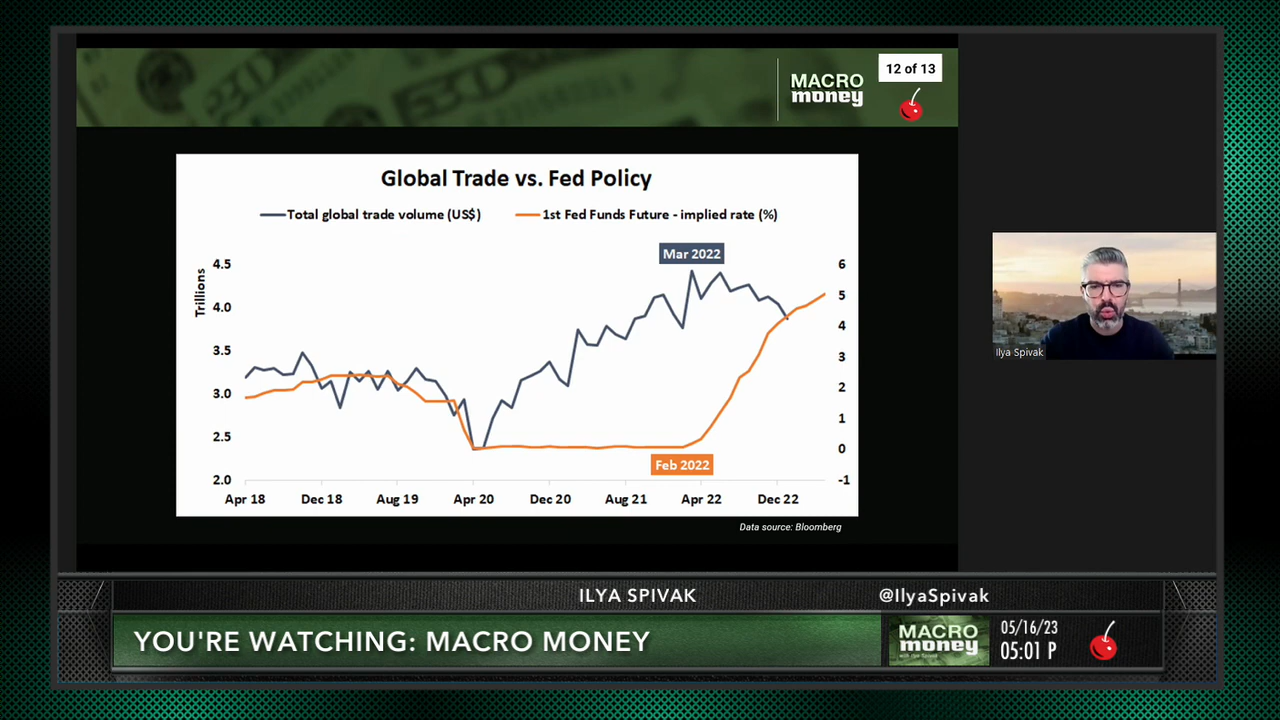 12 of 13
MACRO
money
Global Trade vs. Fed Policy
Total global trade volume (US$)
1st Fed Funds Future - implied rate (%)
Mar 2022
Trillions
4.5
4.0
3.5
3.0
2.5
2.0
6
5
4
3
2
1
0
-1
Feb 2022
Apr 18
Dec 18
Aug 19
Apr 20
Dec 20
Aug 21
Apr 22
Dec 22
Data source: Bloomberg
Ilya Spivak
ILYA SPIVAK
@IlyaSpivak
YOU'RE WATCHING: MACRO MONEY
MACRO
money
with Ilya Spivak
05/16/23
05:01 P